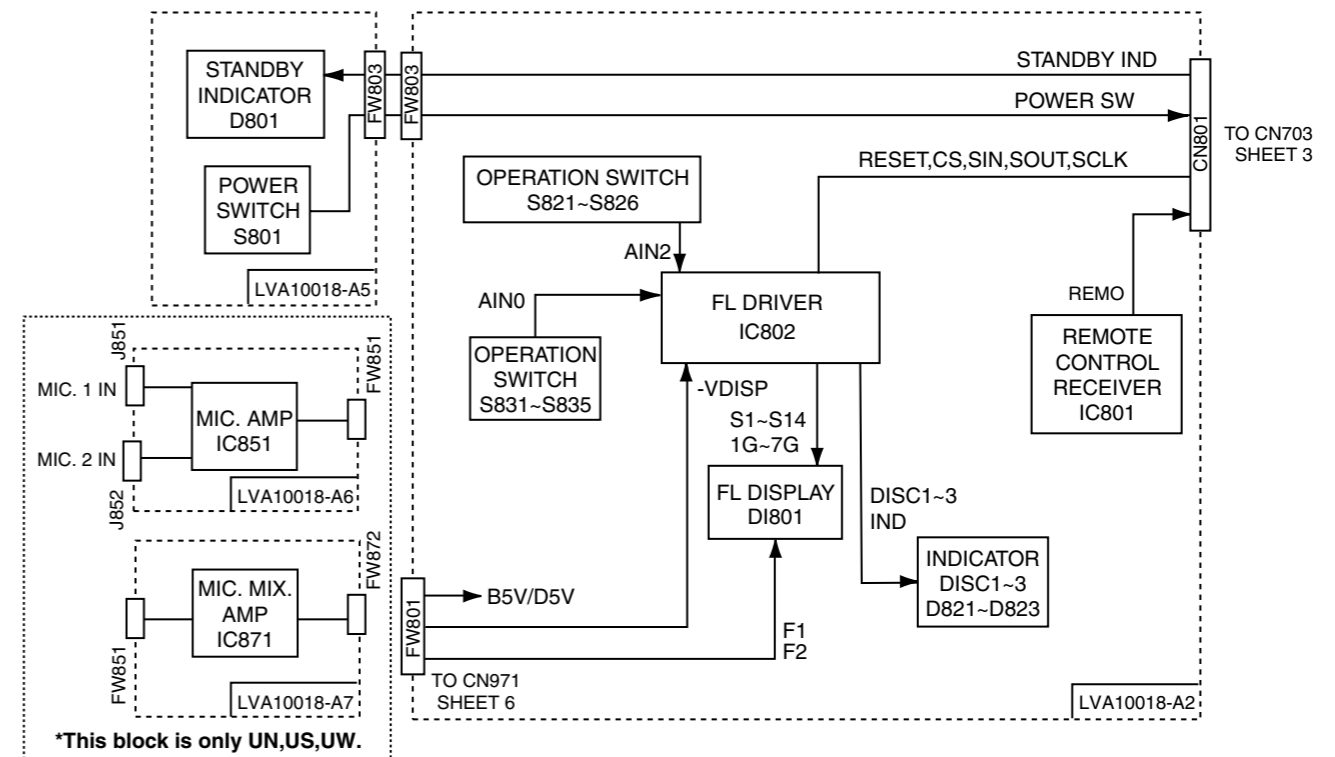 STANDBY
INDICATOR
D801
POWER
SWITCH
S801
LVA10018-A5
FW803
FW803
STANDBY IND
POWER SW
RESET,CS,SIN,SOUT,SCLK
CN801
TO CN703
SHEET 3
OPERATION SWITCH
S821~S826
AIN2
AIN0
OPERATION
SWITCH
S831~S835
FL DRIVER
IC802
REMO
REMOTE
CONTROL
RECEIVER
IC801
-VDISP
S1~S14
1G~7G
FL DISPLAY
DI801
DISC1~3
IND
INDICATOR
DISC1~3
D821~D823
B5V/D5V
F1
F2
FW801
TO CN971
SHEET 6
LVA10018-A2
J851
MIC. 1 IN
MIC. 2 IN
J852
MIC. AMP
IC851
FW851
LVA10018-A6
FW851
MIC. MIX.
AMP
IC871
FW872
LVA10018-A7
*This block is only UN,US,UW.